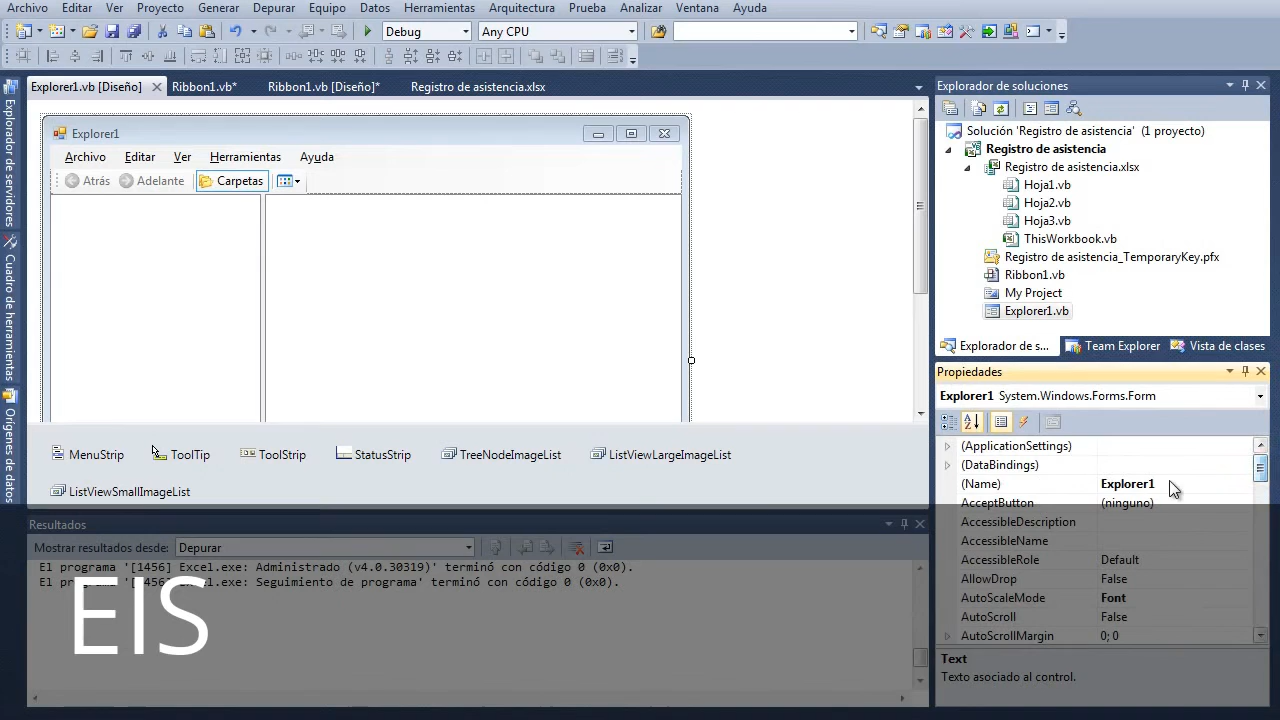 Archivo Editar Ver Proyecto Generar Depurar Equipo Datos Herramientas Arquitectura Prueba Analizar Ventana Ayuda
Debug Any CPU
Explorer1.vb [Diseño] Ribbon1.vb* Ribbon1.vb [Diseño]* Registro de asistencia.xlsx
Explorador de servidores
Cuadro de herramientas
Orígenes de datos
Explorer1
Archivo Editar Ver Herramientas Ayuda
Atrás Adelante Carpetas
MenuStrip ToolTip ToolStrip StatusStrip TreeNodeImageList ListViewLargeImageList
ListViewSmallImageList
Resultados
Mostrar resultados desde: Depurar
El programa '[1456] Excel.exe: Administrado (v4.0.30319)' terminó con código 0 (0x0).
El programa '[1456] Excel.exe: Seguimiento de programa' terminó con código 0 (0x0).
EIS
Explorador de soluciones
Solución 'Registro de asistencia' (1 proyecto)
Registro de asistencia
Registro de asistencia.xlsx
Hoja1.vb
Hoja2.vb
Hoja3.vb
ThisWorkbook.vb
Registro de asistencia_TemporaryKey.pfx
Ribbon1.vb
My Project
Explorer1.vb
Explorador de s... Team Explorer Vista de clases
Propiedades
Explorer1 System.Windows.Forms.Form
(ApplicationSettings)
(DataBindings)
(Name) Explorer1
AcceptButton (ninguno)
AccessibleDescription
AccessibleName
AccessibleRole Default
AllowDrop False
AutoScaleMode Font
AutoScroll False
AutoScrollMargin 0; 0
Text
Texto asociado al control.